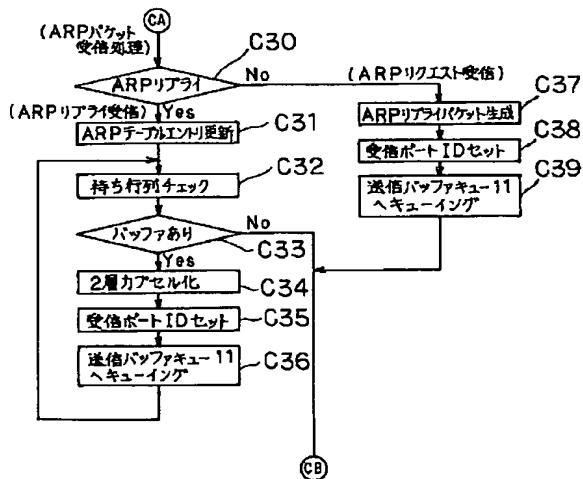 CA
(ARPパケット
受信処理)
C30
ARPリプライ
No
(ARPリクエスト受信)
(ARPリプライ受信)
Yes
C31
ARPテーブルエントリ更新
C37
ARPリプライパケット生成
C38
受信ポートIDセット
C39
送信バッファキュー11
へキューイング
C32
待ち行列チェック
バッファあり
No
C33
Yes
2層カプセル化
C34
受信ポートIDセット
C35
送信バッファキュー11
へキューイング
C36
CB